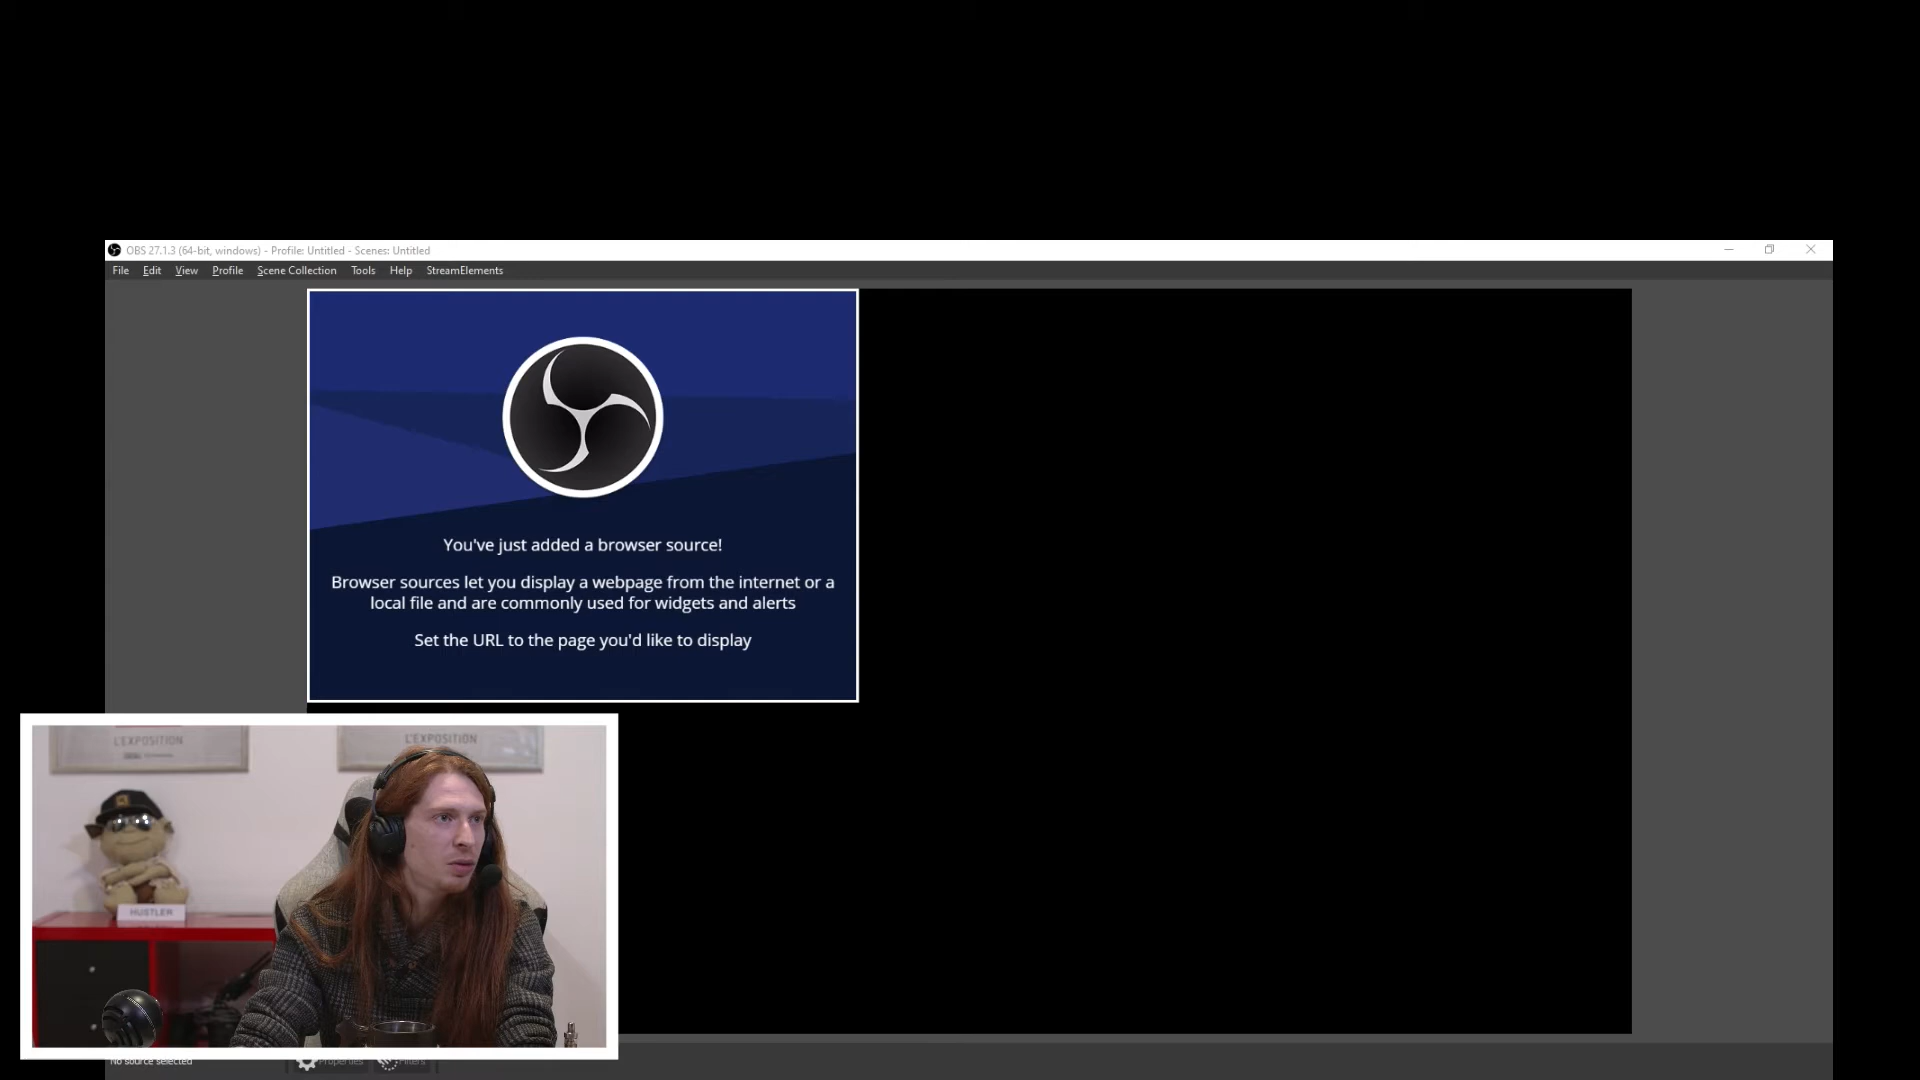 OBS 27.1.3 (64-bit, windows) - Profile: Untitled - Scenes: Untitled
File Edit View Profile Scene Collection Tools Help StreamElements
You've just added a browser source!
Browser sources let you display a webpage from the internet or a
local file and are commonly used for widgets and alerts
Set the URL to the page you'd like to display
L'EXPOSITION
L'EXPOSITION
HUSTLER
No source selected
Properties
Filters